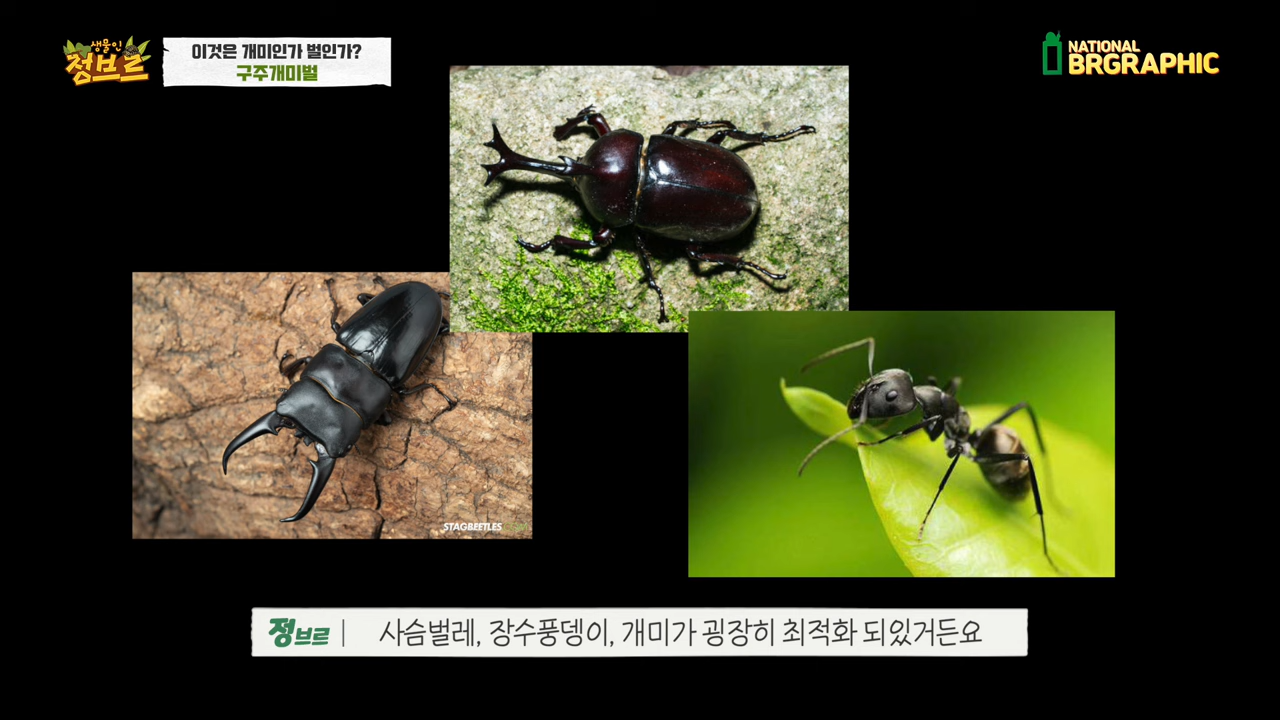 생물인
정브르
이것은 개미인가 벌인가?
구주개미벌
NATIONAL
BRGRAPHIC
STAGBEETLES.COM
정브르 | 사슴벌레, 장수풍뎅이, 개미가 굉장히 최적화 되있거든요